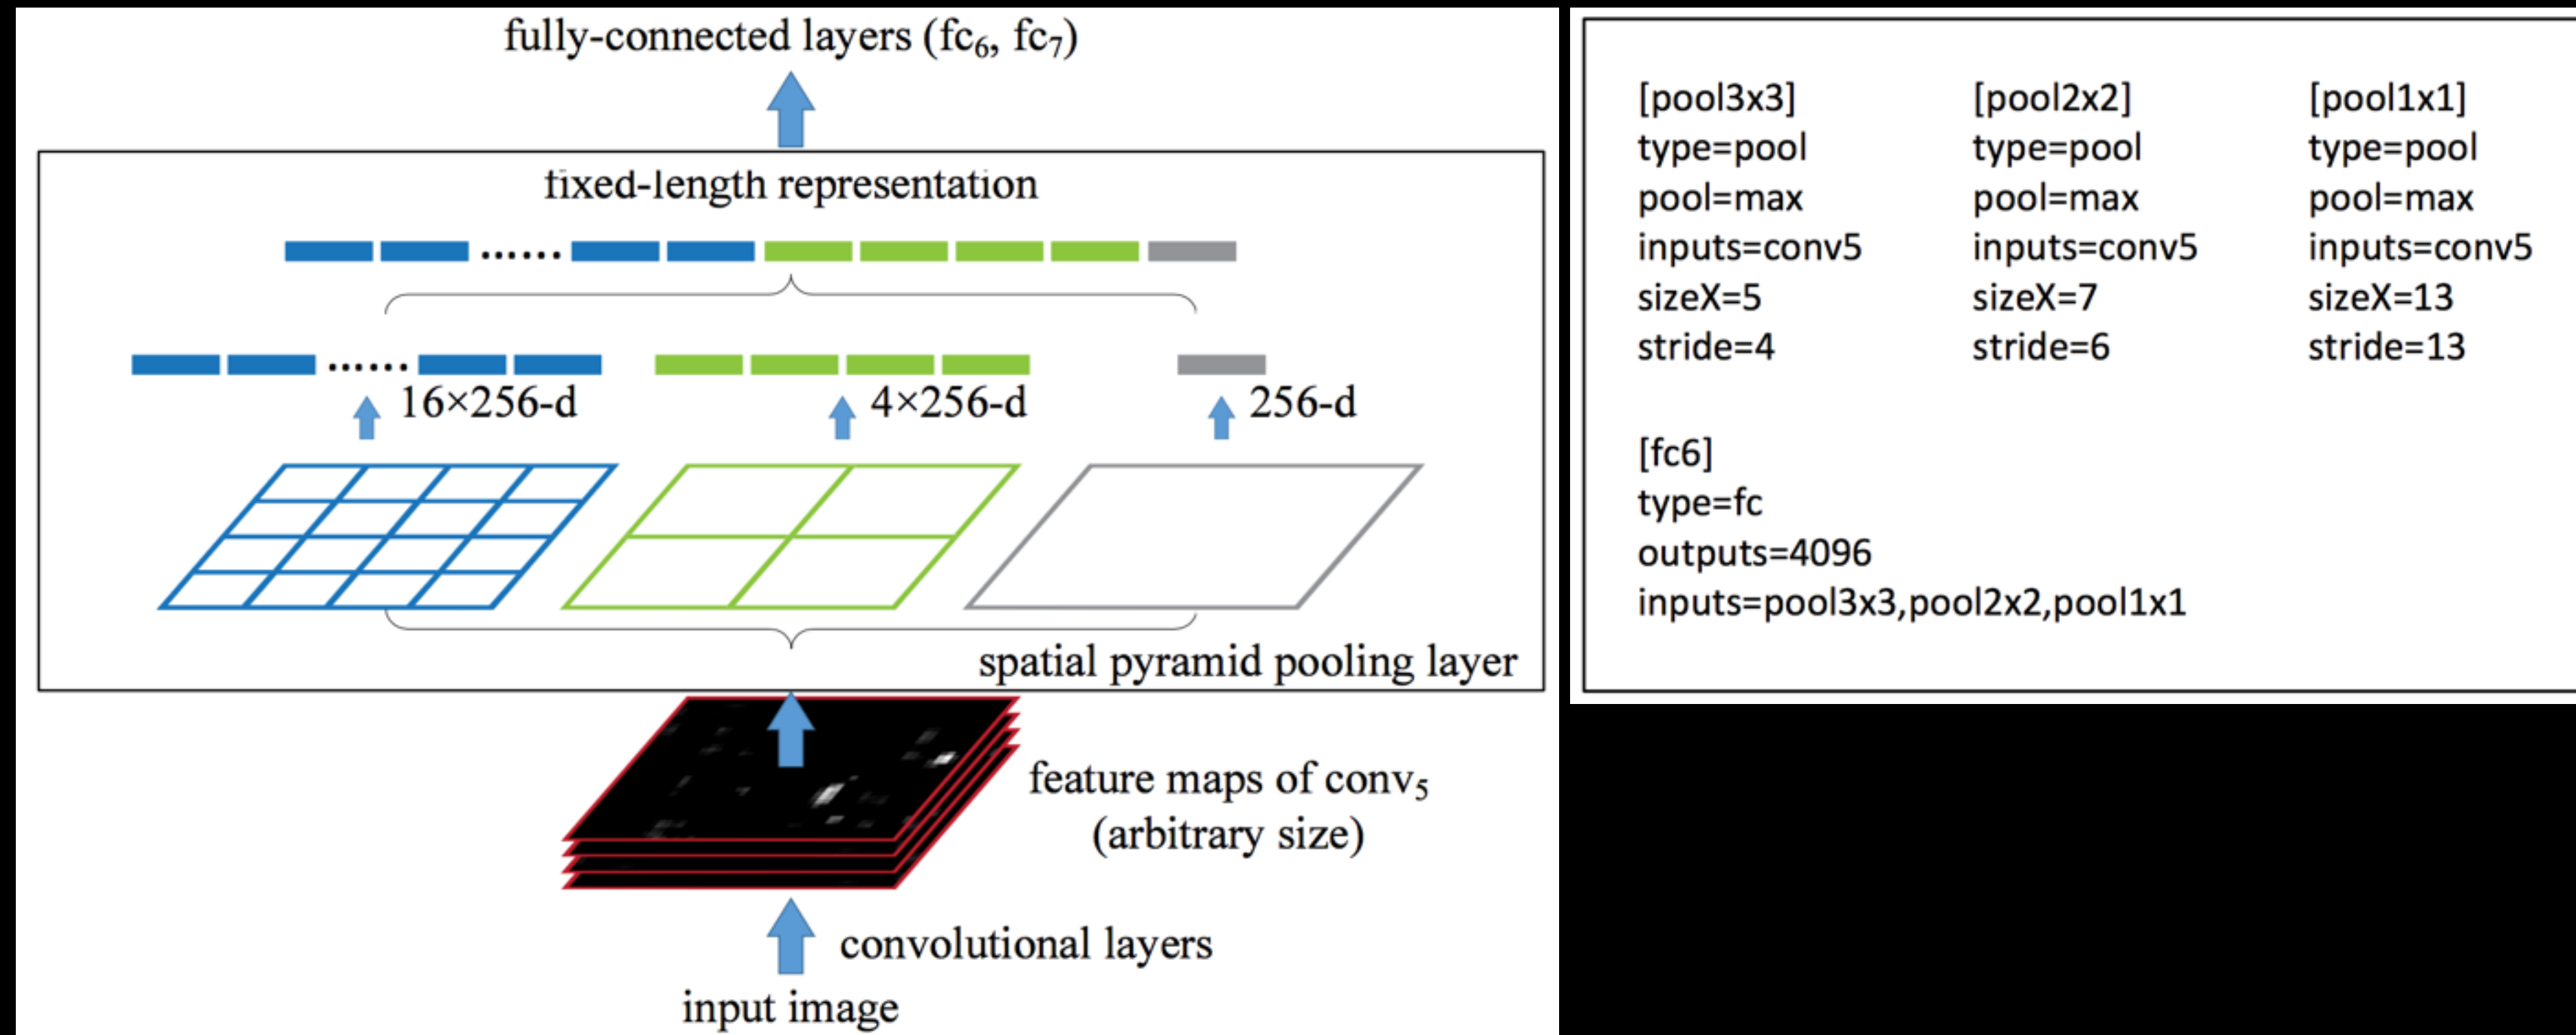 fully-connected layers (fc₆, fc₇)
fixed-length representation
......
......
16×256-d
4×256-d
256-d
spatial pyramid pooling layer
feature maps of conv₅
(arbitrary size)
convolutional layers
input image
[pool3x3]
type=pool
pool=max
inputs=conv5
sizeX=5
stride=4
[pool2x2]
type=pool
pool=max
inputs=conv5
sizeX=7
stride=6
[pool1x1]
type=pool
pool=max
inputs=conv5
sizeX=13
stride=13
[fc6]
type=fc
outputs=4096
inputs=pool3x3,pool2x2,pool1x1